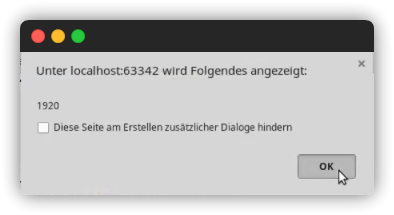 Unter localhost:63342 wird Folgendes angezeigt:
1920
Diese Seite am Erstellen zusätzlicher Dialoge hindern
OK